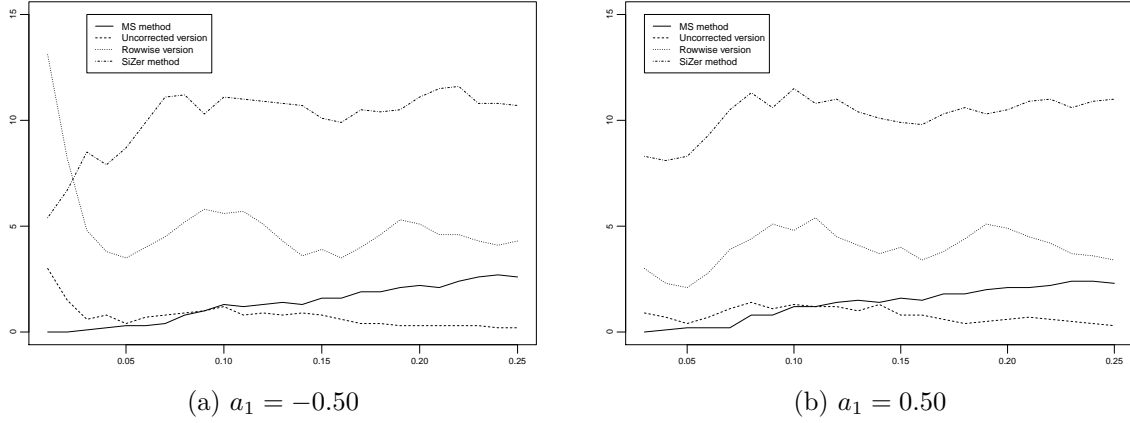 15
10
5
0
MS method
Uncorrected version
Rowwise version
SiZer method
0.05 0.10 0.15 0.20 0.25
(a) a₁ = −0.50
15
10
5
0
MS method
Uncorrected version
Rowwise version
SiZer method
0.05 0.10 0.15 0.20 0.25
(b) a₁ = 0.50